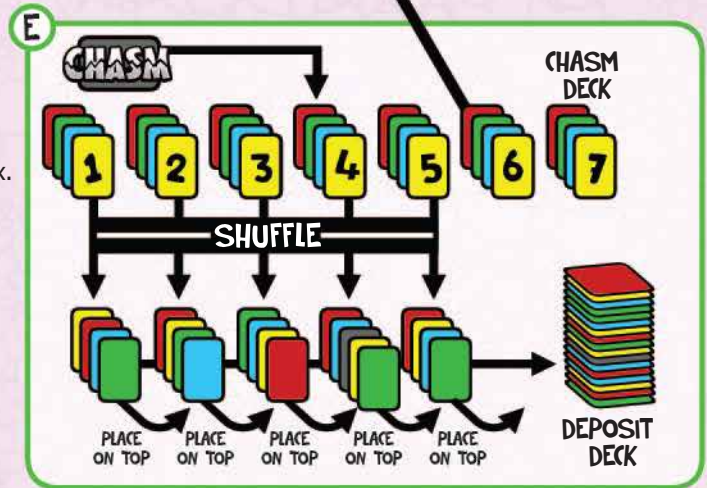 E
CHASM
CHASM
DECK
x.
1 2 3 4 5 6 7
SHUFFLE
PLACE
ON TOP
PLACE
ON TOP
PLACE
ON TOP
PLACE
ON TOP
PLACE
ON TOP
DEPOSIT
DECK